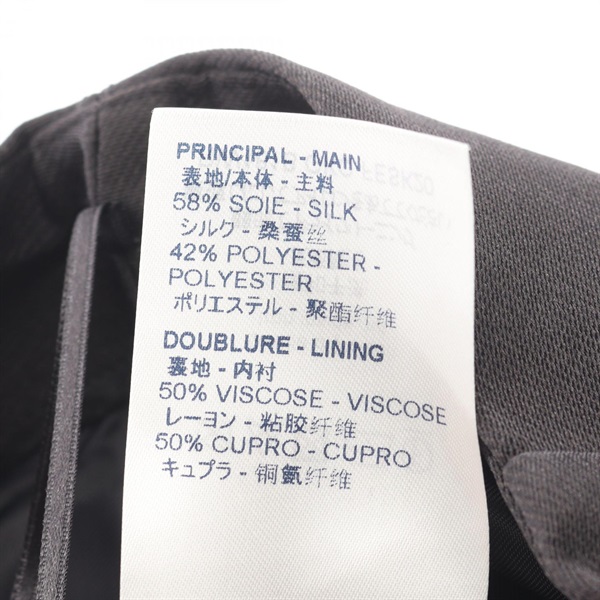 PRINCIPAL - MAIN
表地/本体 - 主料
58% SOIE - SILK
シルク - 桑蚕丝
42% POLYESTER -
POLYESTER
ポリエステル - 聚酯纤维
DOUBLURE - LINING
裏地 - 内衬
50% VISCOSE - VISCOSE
レーヨン - 粘胶纤维
50% CUPRO - CUPRO
キュプラ - 铜氨纤维